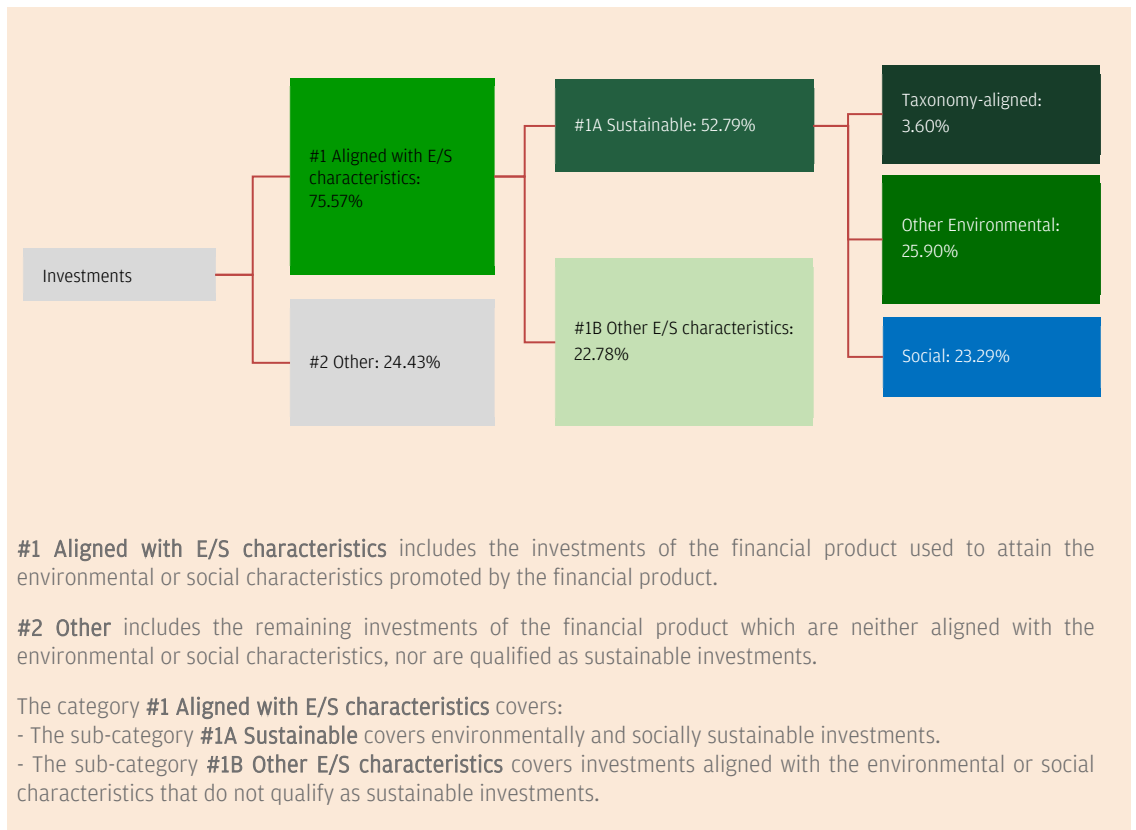 Investments
#1 Aligned with E/S
characteristics:
75.57%
#2 Other: 24.43%
#1A Sustainable: 52.79%
#1B Other E/S characteristics:
22.78%
Taxonomy-aligned:
3.60%
Other Environmental:
25.90%
Social: 23.29%
#1 Aligned with E/S characteristics includes the investments of the financial product used to attain the
environmental or social characteristics promoted by the financial product.
#2 Other includes the remaining investments of the financial product which are neither aligned with the
environmental or social characteristics, nor are qualified as sustainable investments.
The category #1 Aligned with E/S characteristics covers:
- The sub-category #1A Sustainable covers environmentally and socially sustainable investments.
- The sub-category #1B Other E/S characteristics covers investments aligned with the environmental or social
characteristics that do not qualify as sustainable investments.